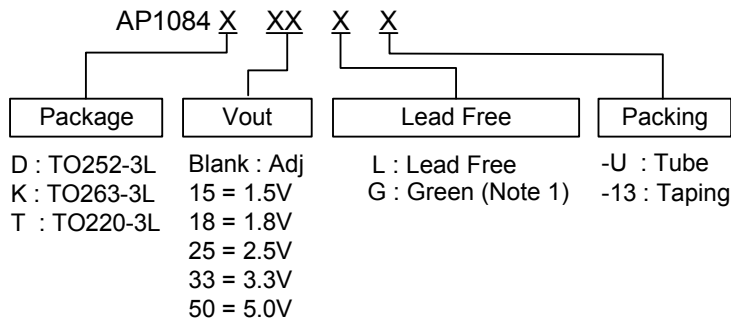 AP1084 X XX X X
Package Vout Lead Free Packing
D : TO252-3L Blank : Adj L : Lead Free -U : Tube
K : TO263-3L 15 = 1.5V G : Green (Note 1) -13 : Taping
T : TO220-3L 18 = 1.8V
25 = 2.5V
33 = 3.3V
50 = 5.0V